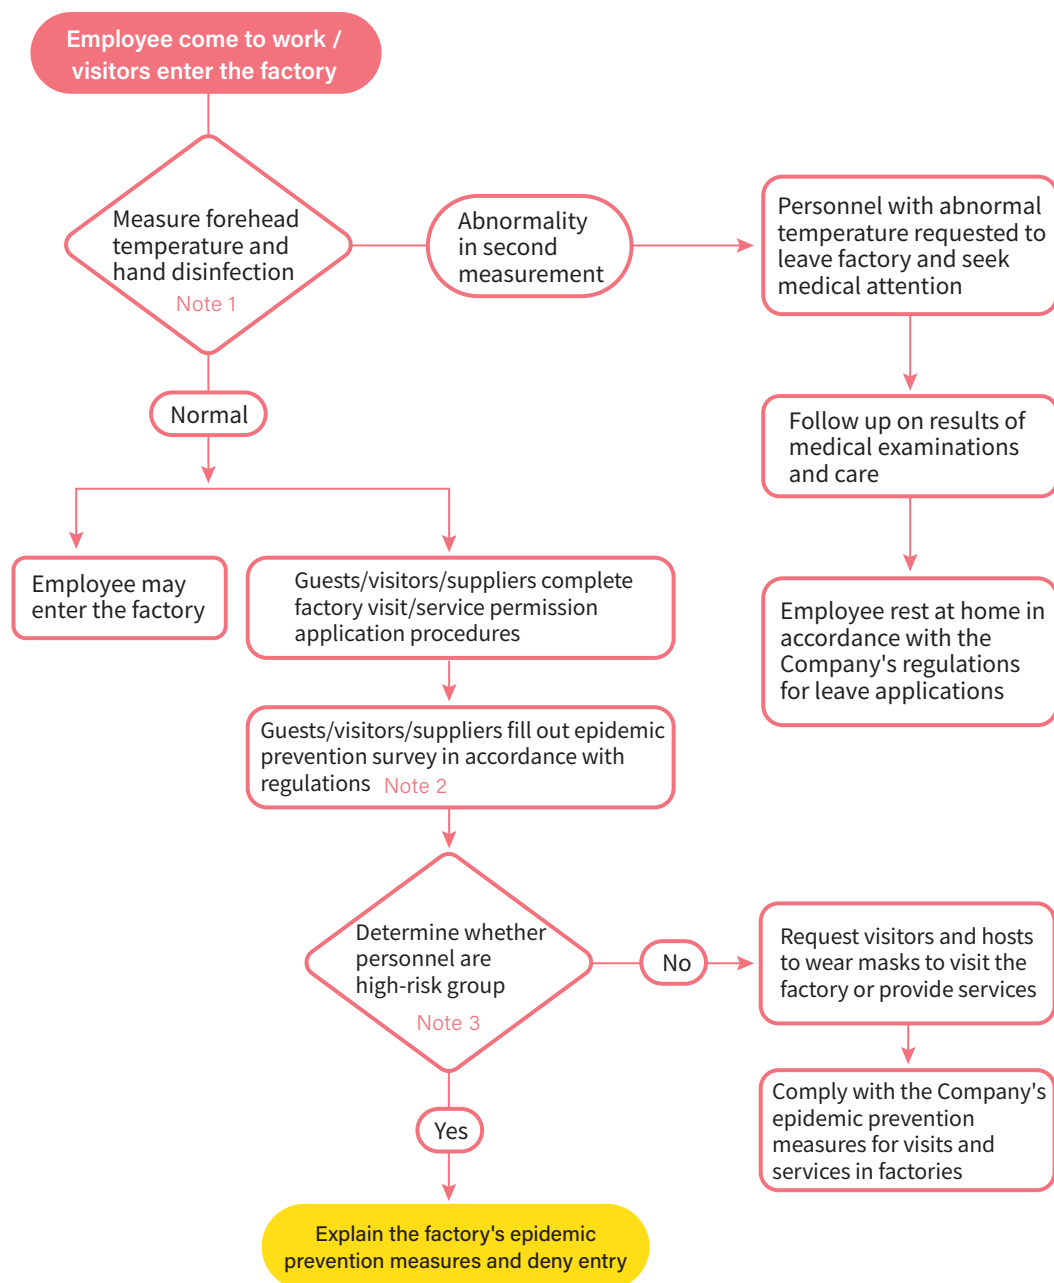 Employee come to work /
visitors enter the factory
Measure forehead
temperature and
hand disinfection
Note 1
Abnormality
in second
measurement
Personnel with abnormal
temperature requested to
leave factory and seek
medical attention
Follow up on results of
medical examinations
and care
Employee rest at home in
accordance with the
Company's regulations
for leave applications
Normal
Employee may
enter the factory
Guests/visitors/suppliers complete
factory visit/service permission
application procedures
Guests/visitors/suppliers fill out epidemic
prevention survey in accordance with
regulations Note 2
Determine whether
personnel are
high-risk group
Note 3
No
Request visitors and hosts
to wear masks to visit the
factory or provide services
Comply with the Company's
epidemic prevention
measures for visits and
services in factories
Yes
Explain the factory's epidemic
prevention measures and deny entry